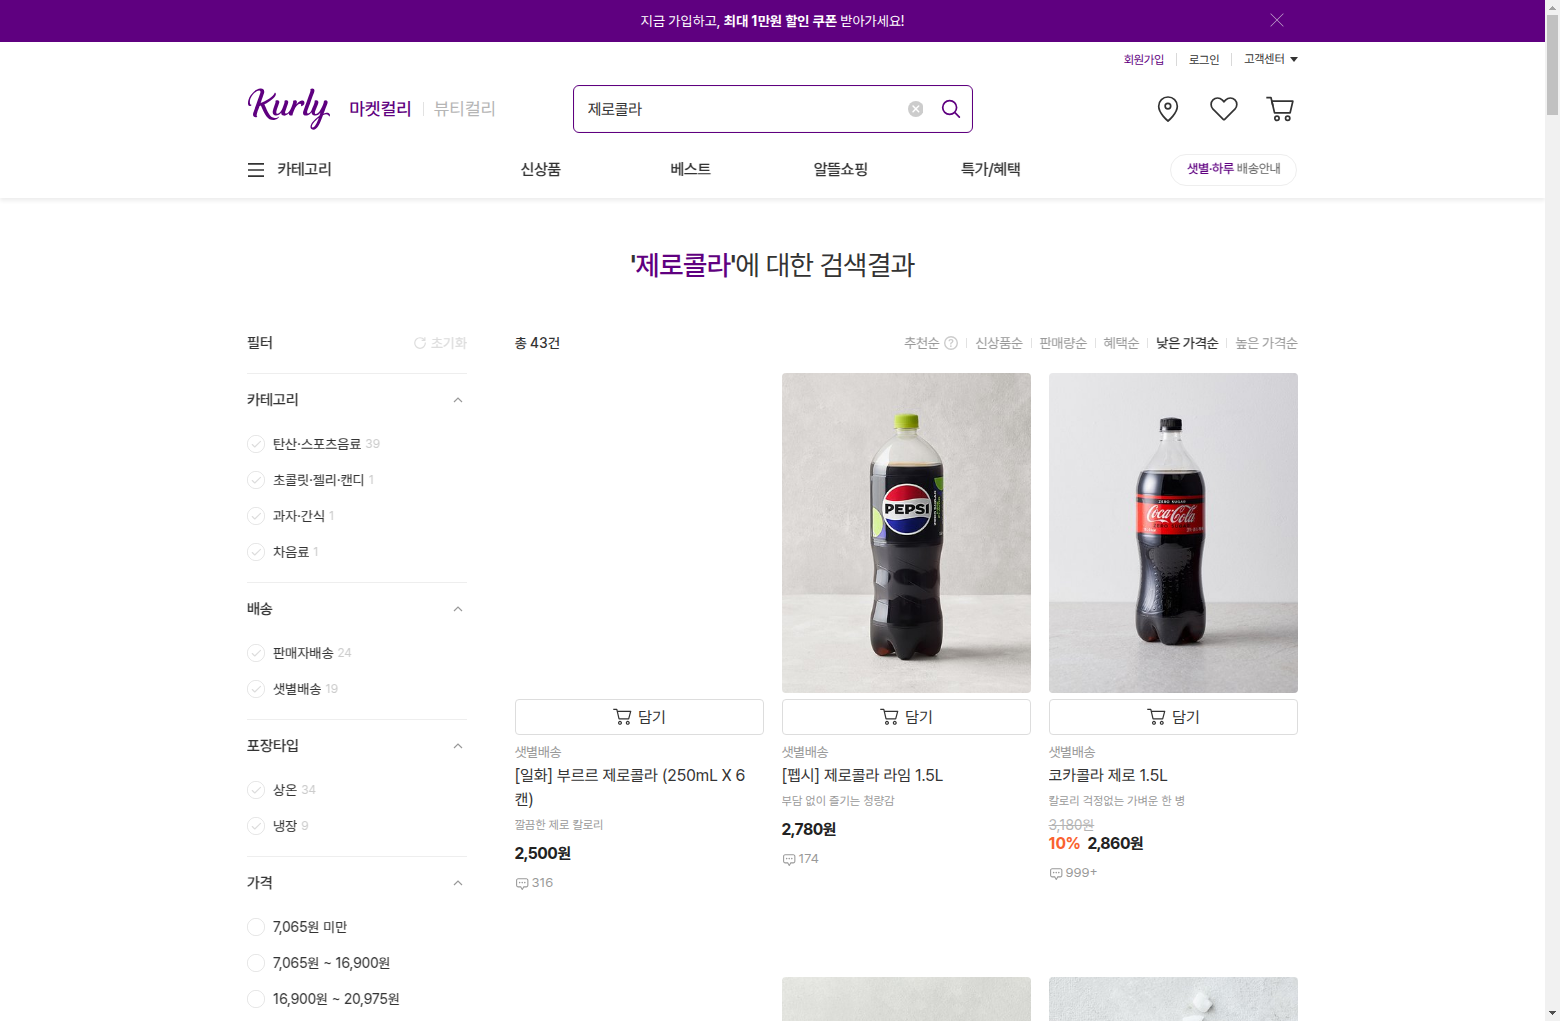 지금 가입하고, 최대 1만원 할인 쿠폰 받아가세요!
회원가입 로그인 고객센터
Kurly 마켓컬리 뷰티컬리
제로콜라
카테고리 신상품 베스트 알뜰쇼핑 특가/혜택 샛별·하루 배송안내
'제로콜라'에 대한 검색결과
필터 초기화
총 43건 추천순 ? 신상품순 판매량순 혜택순 낮은 가격순 높은 가격순
카테고리
탄산·스포츠음료 39
초콜릿·젤리·캔디 1
과자·간식 1
차음료 1
배송
판매자배송 24
샛별배송 19
포장타입
상온 34
냉장 9
가격
7,065원 미만
7,065원 ~ 16,900원
16,900원 ~ 20,975원
담기
샛별배송
[일화] 부르르 제로콜라 (250mL X 6
캔)
깔끔한 제로 칼로리
2,500원
316
PEPSI
담기
샛별배송
[펩시] 제로콜라 라임 1.5L
부담 없이 즐기는 청량감
2,780원
174
ZERO SUGAR
Coca-Cola
ZERO SUGAR
담기
샛별배송
코카콜라 제로 1.5L
칼로리 걱정없는 가벼운 한 병
3,180원
10% 2,860원
999+